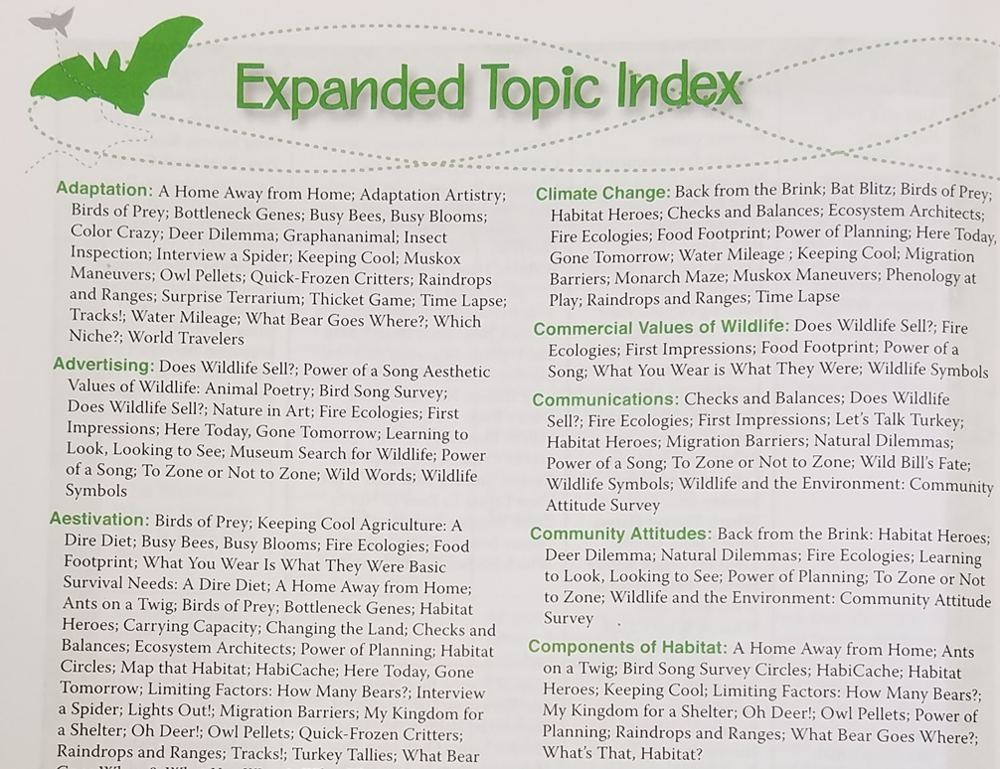 Expanded Topic Index
Adaptation: A Home Away from Home; Adaptation Artistry;
Birds of Prey; Bottleneck Genes; Busy Bees, Busy Blooms;
Color Crazy; Deer Dilemma; Graphananimal; Insect
Inspection; Interview a Spider; Keeping Cool; Muskox
Maneuvers; Owl Pellets; Quick-Frozen Critters; Raindrops
and Ranges; Surprise Terrarium; Thicket Game; Time Lapse;
Tracks!; Water Mileage; What Bear Goes Where?; Which
Niche?; World Travelers
Advertising: Does Wildlife Sell?; Power of a Song Aesthetic
Values of Wildlife: Animal Poetry; Bird Song Survey;
Does Wildlife Sell?; Nature in Art; Fire Ecologies; First
Impressions; Here Today, Gone Tomorrow; Learning to
Look, Looking to See; Museum Search for Wildlife; Power
of a Song; To Zone or Not to Zone; Wild Words; Wildlife
Symbols
Aestivation: Birds of Prey; Keeping Cool Agriculture: A
Dire Diet; Busy Bees, Busy Blooms; Fire Ecologies; Food
Footprint; What You Wear Is What They Were Basic
Survival Needs: A Dire Diet; A Home Away from Home;
Ants on a Twig; Birds of Prey; Bottleneck Genes; Habitat
Heroes; Carrying Capacity; Changing the Land; Checks and
Balances; Ecosystem Architects; Power of Planning; Habitat
Circles; Map that Habitat; HabiCache; Here Today, Gone
Tomorrow; Limiting Factors: How Many Bears?; Interview
a Spider; Lights Out!; Migration Barriers; My Kingdom for
a Shelter; Oh Deer!; Owl Pellets; Quick-Frozen Critters;
Raindrops and Ranges; Tracks!; Turkey Tallies; What Bear
Climate Change: Back from the Brink; Bat Blitz; Birds of Prey;
Habitat Heroes; Checks and Balances; Ecosystem Architects;
Fire Ecologies; Food Footprint; Power of Planning; Here Today,
Gone Tomorrow; Water Mileage ; Keeping Cool; Migration
Barriers; Monarch Maze; Muskox Maneuvers; Phenology at
Play; Raindrops and Ranges; Time Lapse
Commercial Values of Wildlife: Does Wildlife Sell?; Fire
Ecologies; First Impressions; Food Footprint; Power of a
Song; What You Wear is What They Were; Wildlife Symbols
Communications: Checks and Balances; Does Wildlife
Sell?; Fire Ecologies; First Impressions; Let's Talk Turkey;
Habitat Heroes; Migration Barriers; Natural Dilemmas;
Power of a Song; To Zone or Not to Zone; Wild Bill's Fate;
Wildlife Symbols; Wildlife and the Environment: Community
Attitude Survey
Community Attitudes: Back from the Brink: Habitat Heroes;
Deer Dilemma; Natural Dilemmas; Fire Ecologies; Learning
to Look, Looking to See; Power of Planning; To Zone or Not
to Zone; Wildlife and the Environment: Community Attitude
Survey
Components of Habitat: A Home Away from Home; Ants
on a Twig; Bird Song Survey Circles; HabiCache; Habitat
Heroes; Keeping Cool; Limiting Factors: How Many Bears?;
My Kingdom for a Shelter; Oh Deer!; Owl Pellets; Power of
Planning; Raindrops and Ranges; What Bear Goes Where?;
What's That, Habitat?